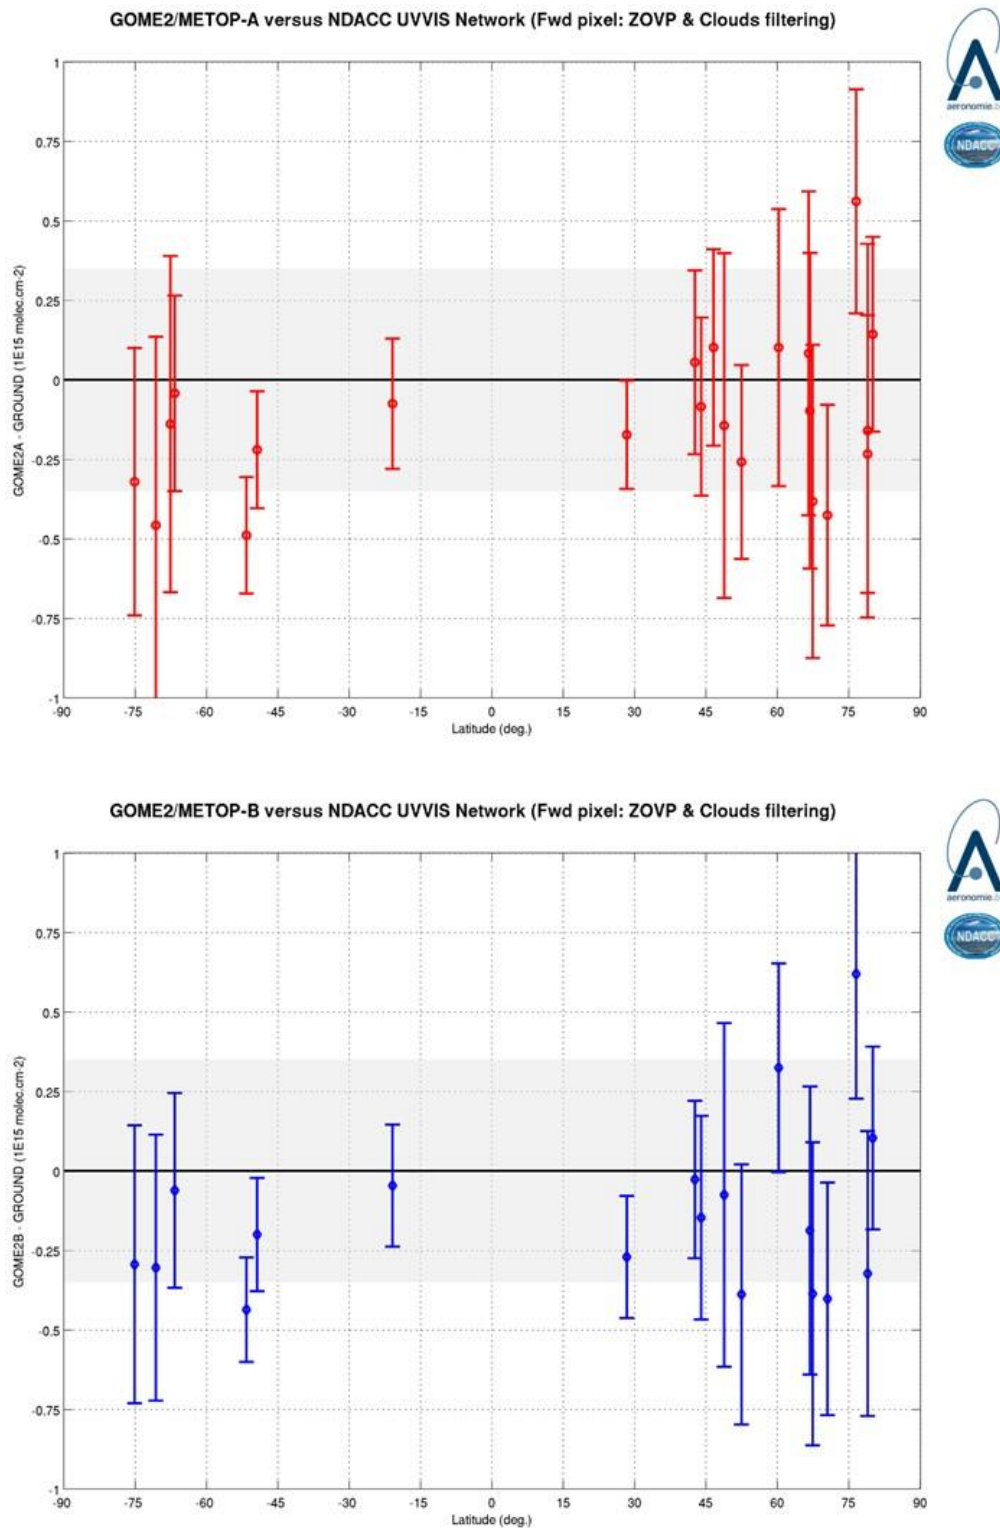 GOME2/METOP-A versus NDACC UVVIS Network (Fwd pixel: ZOVP & Clouds filtering)
aeronomie.b
NDACC
GOME2A - GROUND (1E15 molec.cm-2)
1
0.75
0.5
0.25
0
-0.25
-0.5
-0.75
-1
-90 -75 -60 -45 -30 -15 0 15 30 45 60 75 90
Latitude (deg.)
GOME2/METOP-B versus NDACC UVVIS Network (Fwd pixel: ZOVP & Clouds filtering)
aeronomie.b
NDACC
GOME2B - GROUND (1E15 molec.cm-2)
1
0.75
0.5
0.25
0
-0.25
-0.5
-0.75
-1
-90 -75 -60 -45 -30 -15 0 15 30 45 60 75 90
Latitude (deg.)